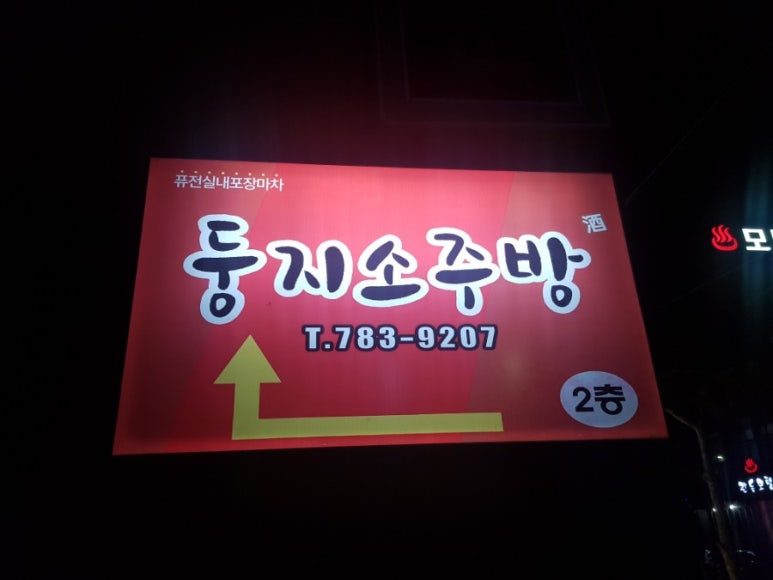 퓨전실내포장마차
둥지소주방 酒
T.783-9207
2층